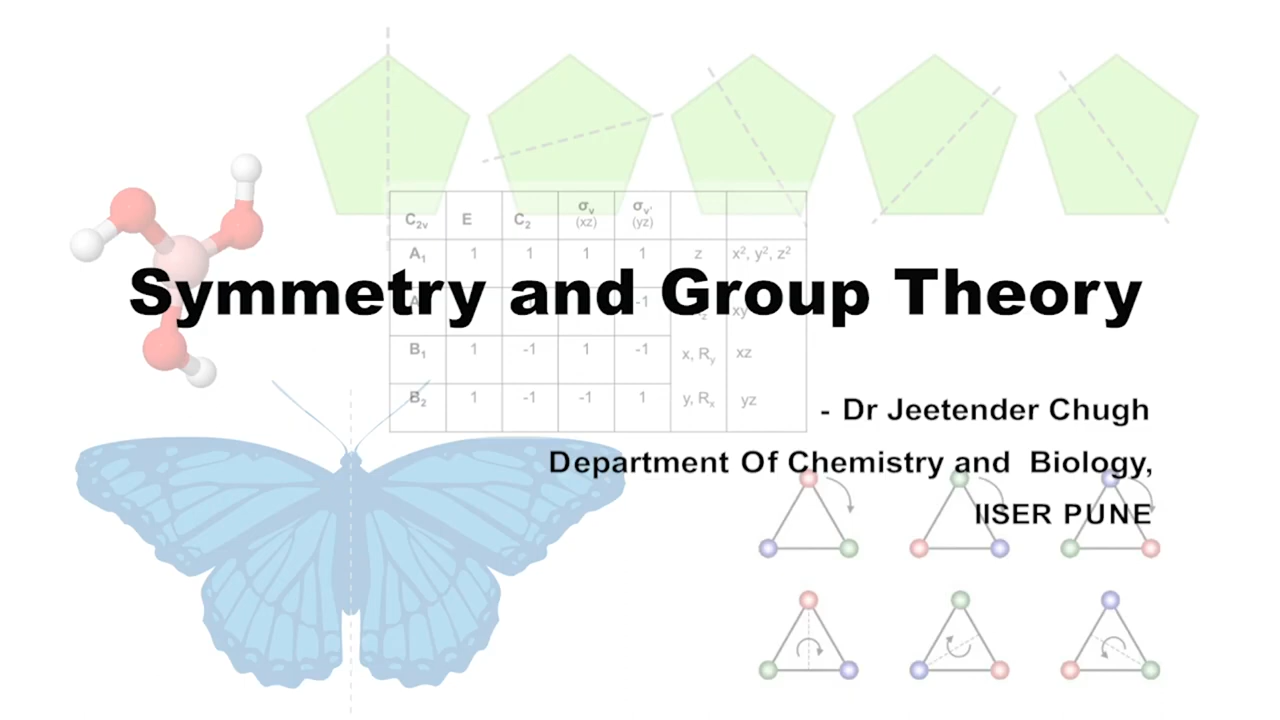 C2v E C2 σv (xz) σv' (yz)
A1 1 1 1 1 z x², y², z²
Symmetry and Group Theory
-1 xy
B1 1 -1 1 -1 x, Ry xz
B2 1 -1 -1 1 y, Rx yz
- Dr Jeetender Chugh
Department Of Chemistry and Biology,
IISER PUNE